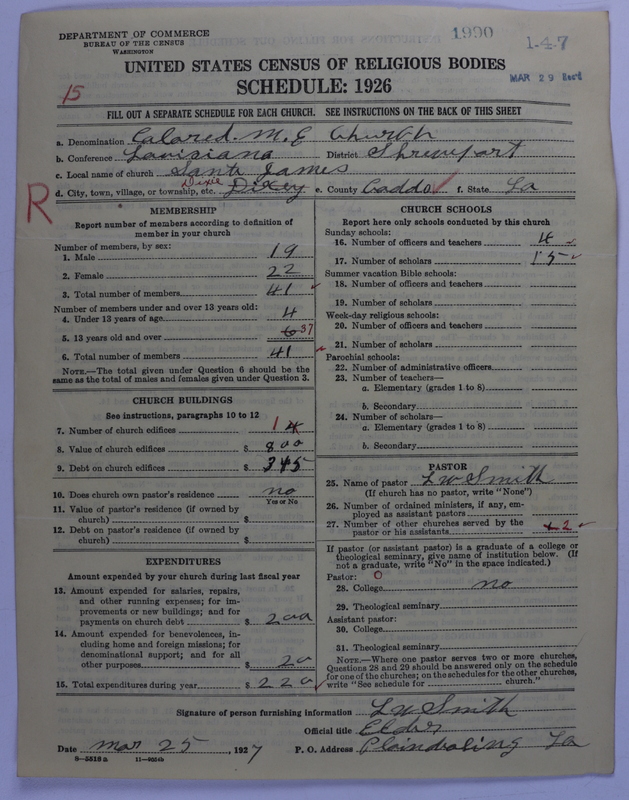 DEPARTMENT OF COMMERCE
BUREAU OF THE CENSUS
WASHINGTON
1990
1-4-7
MAR 29 Rec'd
15
UNITED STATES CENSUS OF RELIGIOUS BODIES
SCHEDULE: 1926
FILL OUT A SEPARATE SCHEDULE FOR EACH CHURCH. SEE INSTRUCTIONS ON THE BACK OF THIS SHEET
a. Denomination Colored M. E Church
b. Conference Louisiana District Shreveport
c. Local name of church Santa James
d. City, town, village, or township, etc. Dixie Dixey e. County Caddo f. State La
R
MEMBERSHIP
Report number of members according to definition of
member in your church
Number of members, by sex:
1. Male 19
2. Female 22
3. Total number of members 41
Number of members under and over 13 years old:
4. Under 13 years of age 4
5. 13 years old and over 37
6. Total number of members 41
NOTE.—The total given under Question 6 should be the
same as the total of males and females given under Question 3.
CHURCH BUILDINGS
See instructions, paragraphs 10 to 12
7. Number of church edifices 1
8. Value of church edifices $ 800
9. Debt on church edifices $ 345
10. Does church own pastor's residence no
Yes or No
11. Value of pastor's residence (if owned by
church) $
12. Debt on pastor's residence (if owned by
church) $
EXPENDITURES
Amount expended by your church during last fiscal year
13. Amount expended for salaries, repairs,
and other running expenses; for im-
provements or new buildings; and for
payments on church debt $ 200
14. Amount expended for benevolences, in-
cluding home and foreign missions; for
denominational support; and for all
other purposes $ 20
15. Total expenditures during year $ 220
CHURCH SCHOOLS
Report here only schools conducted by this church
Sunday schools:
16. Number of officers and teachers 4
17. Number of scholars 15
Summer vacation Bible schools:
18. Number of officers and teachers
19. Number of scholars
Week-day religious schools:
20. Number of officers and teachers
21. Number of scholars
Parochial schools:
22. Number of administrative officers
23. Number of teachers—
a. Elementary (grades 1 to 8)
b. Secondary
24. Number of scholars—
a. Elementary (grades 1 to 8)
b. Secondary
PASTOR
25. Name of pastor L W Smith
(If church has no pastor, write "None")
26. Number of ordained ministers, if any, em-
ployed as assistant pastors
27. Number of other churches served by the
pastor or his assistants 2
If pastor (or assistant pastor) is a graduate of a college or
theological seminary, give name of institution below. (If
not a graduate, write "No" in the space indicated.)
Pastor: O
28. College no
29. Theological seminary
Assistant pastor:
30. College
31. Theological seminary
NOTE.—Where one pastor serves two or more churches,
Questions 28 and 29 should be answered only on the schedule
for one of the churches; on the schedules for the other churches,
write "See schedule for church."
Signature of person furnishing information L W Smith
Official title Elder
Date mar 25, 1927 P. O. Address La
8—5510a 11—9024b